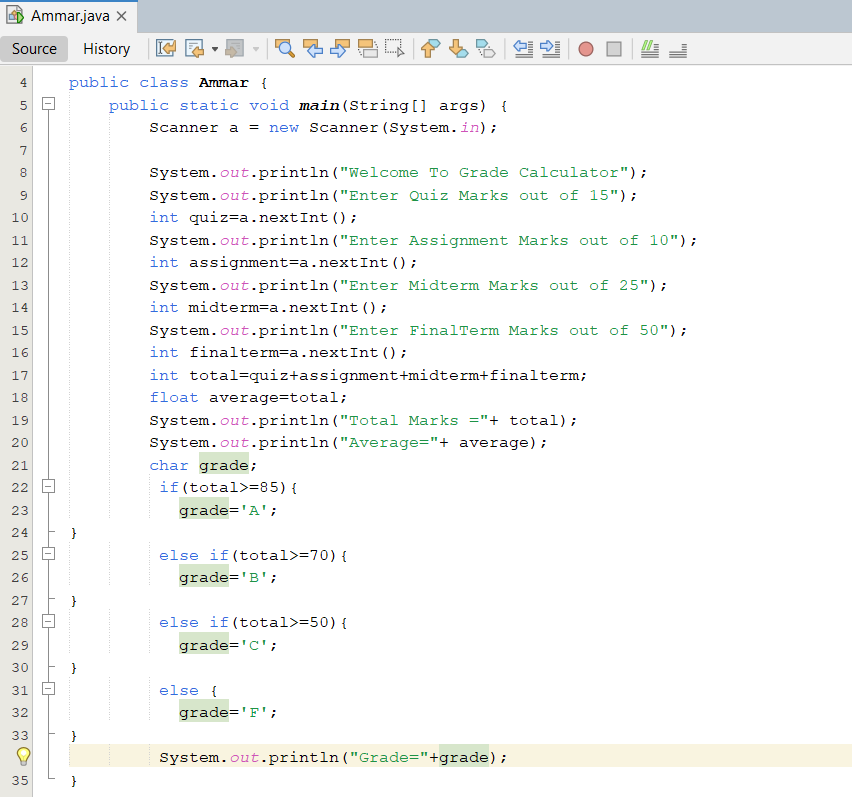 Ammar.java
Source History
4 public class Ammar {
5 public static void main(String[] args) {
6 Scanner a = new Scanner(System.in);
7
8 System.out.println("Welcome To Grade Calculator");
9 System.out.println("Enter Quiz Marks out of 15");
10 int quiz=a.nextInt();
11 System.out.println("Enter Assignment Marks out of 10");
12 int assignment=a.nextInt();
13 System.out.println("Enter Midterm Marks out of 25");
14 int midterm=a.nextInt();
15 System.out.println("Enter FinalTerm Marks out of 50");
16 int finalterm=a.nextInt();
17 int total=quiz+assignment+midterm+finalterm;
18 float average=total;
19 System.out.println("Total Marks ="+ total);
20 System.out.println("Average="+ average);
21 char grade;
22 if(total>=85){
23 grade='A';
24 }
25 else if(total>=70){
26 grade='B';
27 }
28 else if(total>=50){
29 grade='C';
30 }
31 else {
32 grade='F';
33 }
System.out.println("Grade="+grade);
35 }